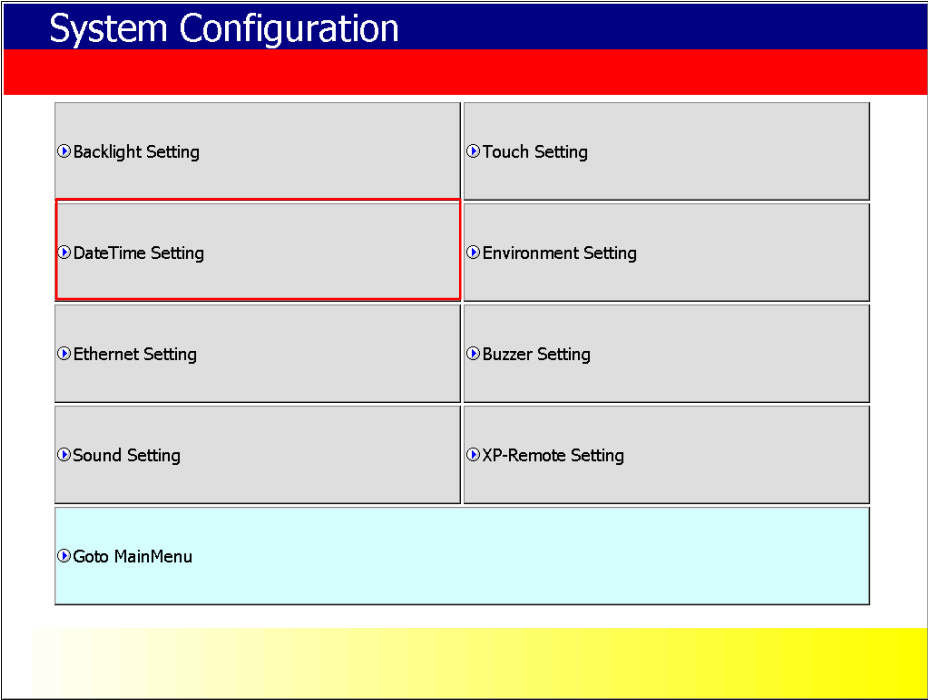 System Configuration
Backlight Setting
Touch Setting
DateTime Setting
Environment Setting
Ethernet Setting
Buzzer Setting
Sound Setting
XP-Remote Setting
Goto MainMenu